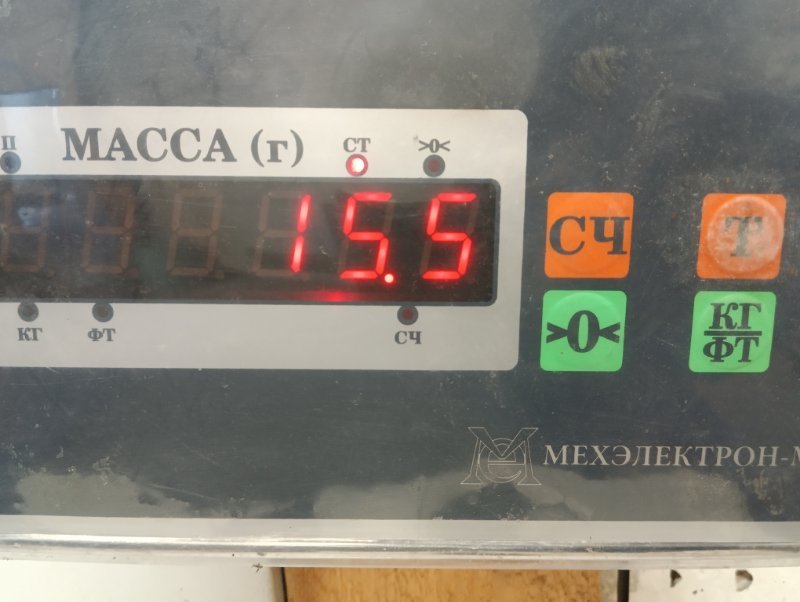 П МАССА (г) СТ >0<
15.5
КГ ФТ СЧ
СЧ Т
>0< КГ
ФТ
МЕХЭЛЕКТРОН-М